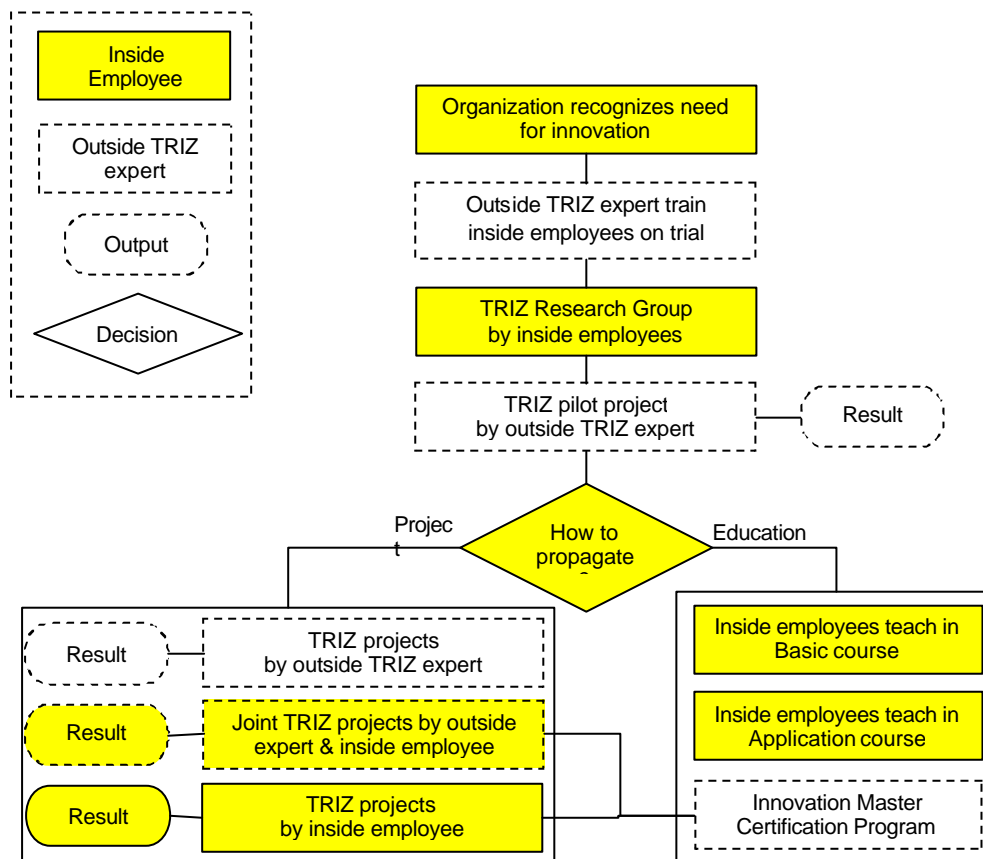 Inside
Employee
Outside TRIZ
expert
Output
Decision
Organization recognizes need
for innovation
Outside TRIZ expert train
inside employees on trial
TRIZ Research Group
by inside employees
TRIZ pilot project
by outside TRIZ expert
Result
How to
propagate
Projec
t
Education
Result
TRIZ projects
by outside TRIZ expert
Result
Joint TRIZ projects by outside
expert & inside employee
Result
TRIZ projects
by inside employee
Inside employees teach in
Basic course
Inside employees teach in
Application course
Innovation Master
Certification Program